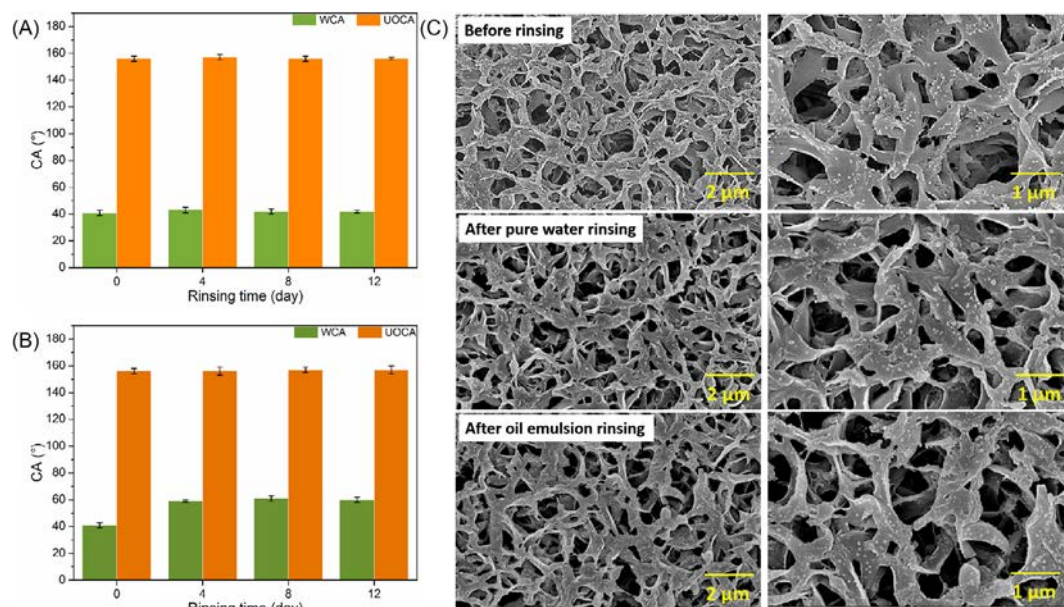 (A)
WCA UOCA
CA (°)
180
160
140
120
100
80
60
40
20
0
0 4 8 12
Rinsing time (day)
(B)
WCA UOCA
CA (°)
180
160
140
120
100
80
60
40
20
0
0 4 8 12
Rinsing time (day)
(C)
Before rinsing
2 μm
1 μm
After pure water rinsing
2 μm
1 μm
After oil emulsion rinsing
2 μm
1 μm